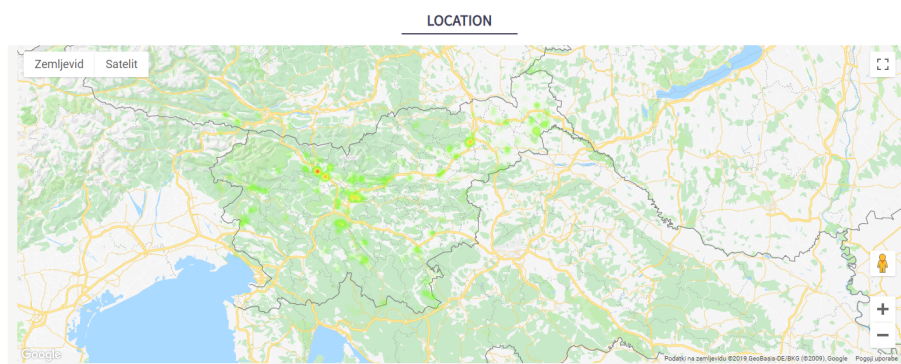 LOCATION
Zemljevid Satelit
Google
Podatki na zemljevidu ©2019 GeoBasis-DE/BKG (©2009), Google Pogoji uporabe